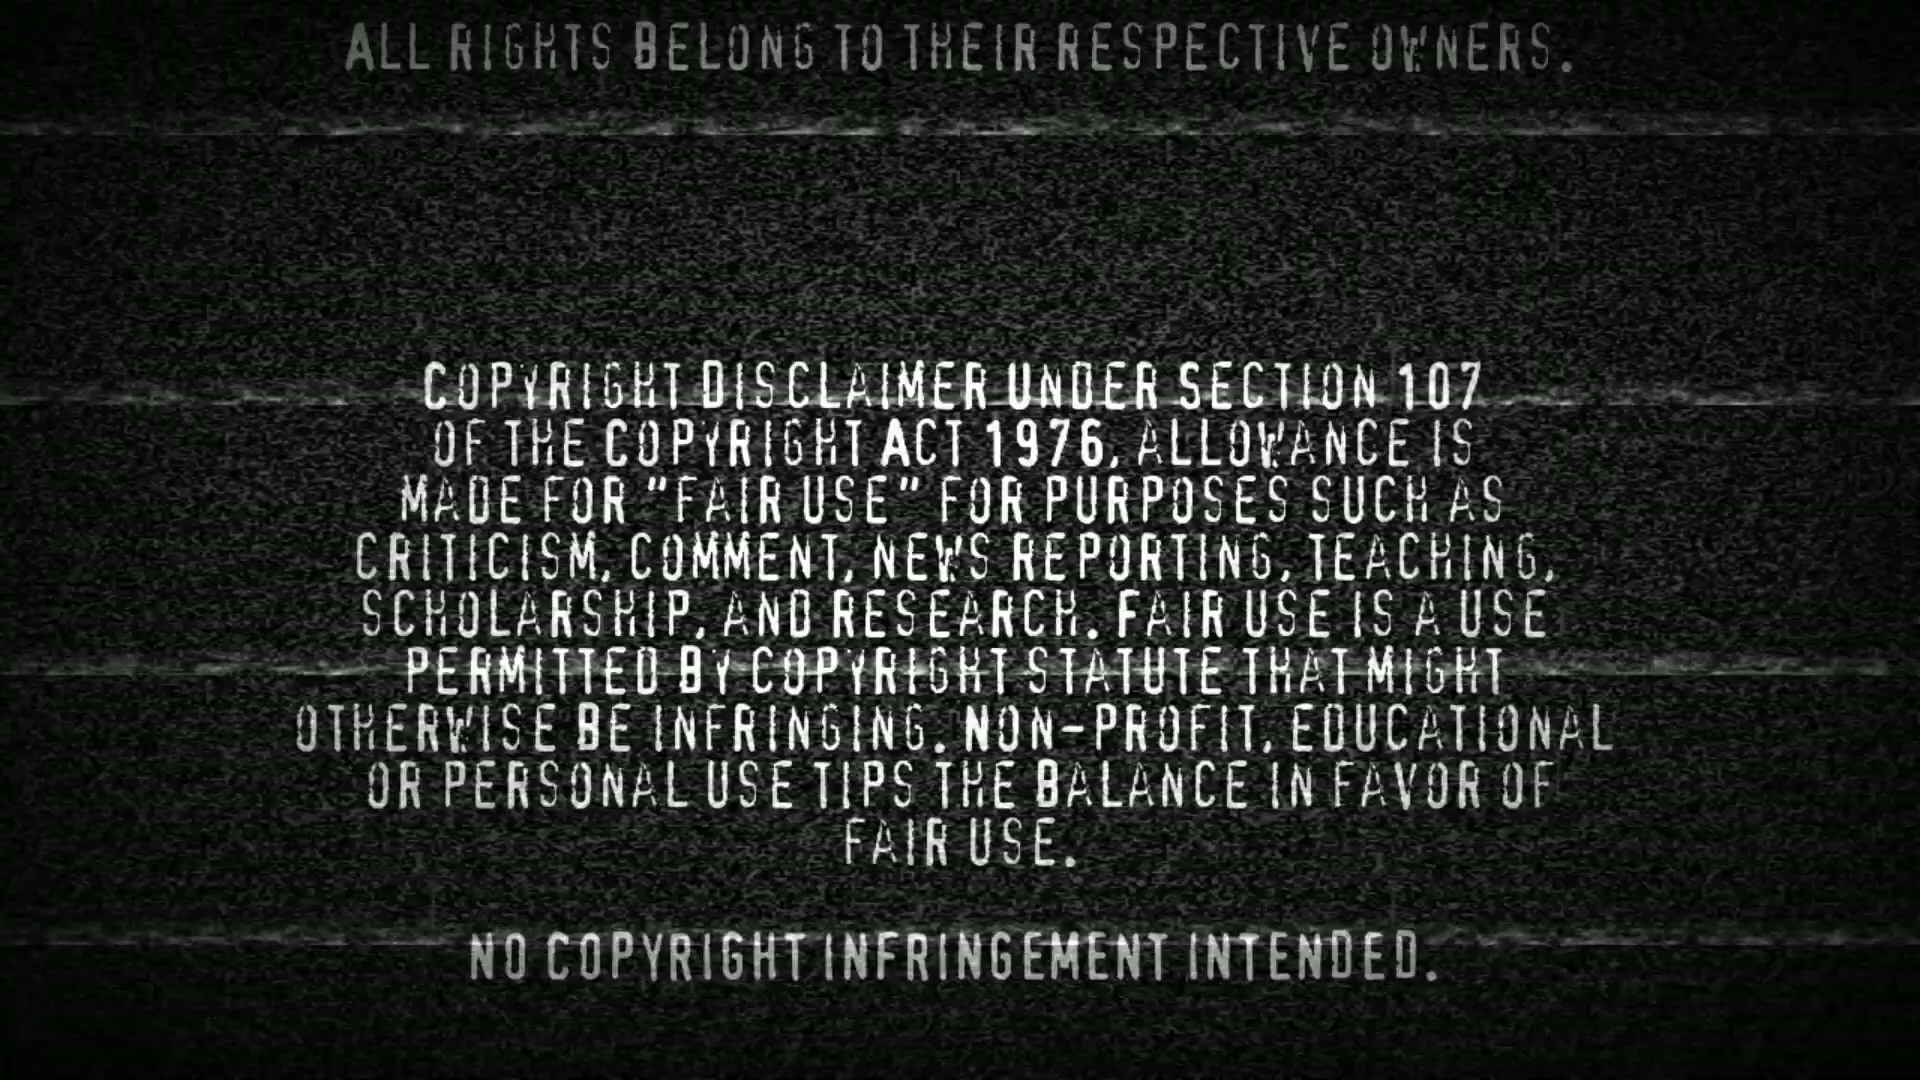 ALL RIGHTS BELONG TO THEIR RESPECTIVE OWNERS.
COPYRIGHT DISCLAIMER UNDER SECTION 107
OF THE COPYRIGHT ACT 1976, ALLOWANCE IS
MADE FOR "FAIR USE" FOR PURPOSES SUCH AS
CRITICISM, COMMENT, NEWS REPORTING, TEACHING,
SCHOLARSHIP, AND RESEARCH. FAIR USE IS A USE
PERMITTED BY COPYRIGHT STATUTE THAT MIGHT
OTHERWISE BE INFRINGING. NON-PROFIT, EDUCATIONAL
OR PERSONAL USE TIPS THE BALANCE IN FAVOR OF
FAIR USE.
NO COPYRIGHT INFRINGEMENT INTENDED.